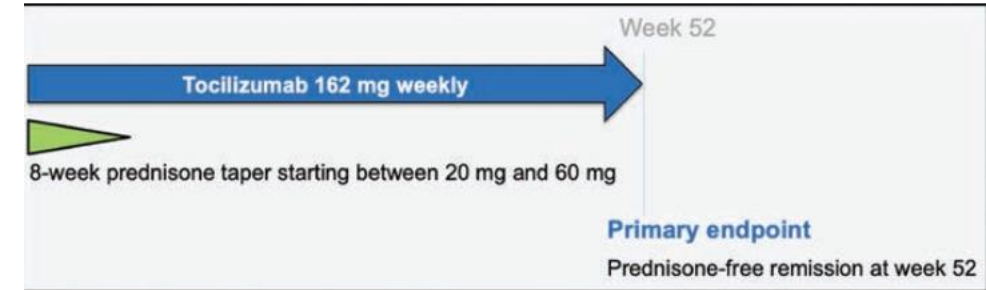 Week 52
Tocilizumab 162 mg weekly
8-week prednisone taper starting between 20 mg and 60 mg
Primary endpoint
Prednisone-free remission at week 52